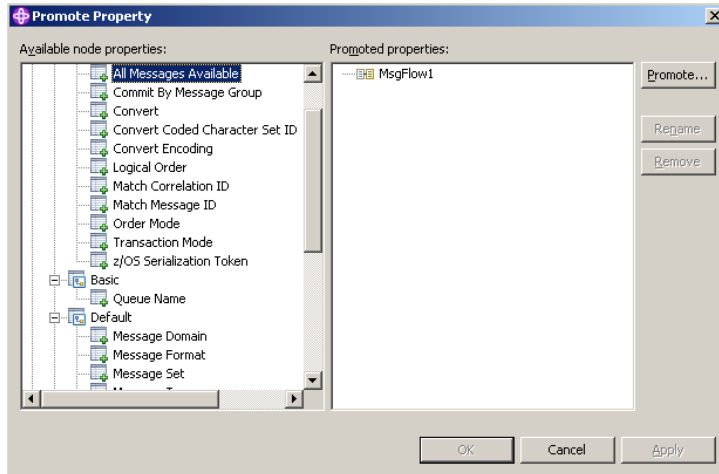 Promote Property
Available node properties:
Promoted properties:
All Messages Available
Commit By Message Group
Convert
Convert Coded Character Set ID
Convert Encoding
Logical Order
Match Correlation ID
Match Message ID
Order Mode
Transaction Mode
z/OS Serialization Token
Basic
Queue Name
Default
Message Domain
Message Format
Message Set
MsgFlow1
Promote...
Rename
Remove
OK
Cancel
Apply